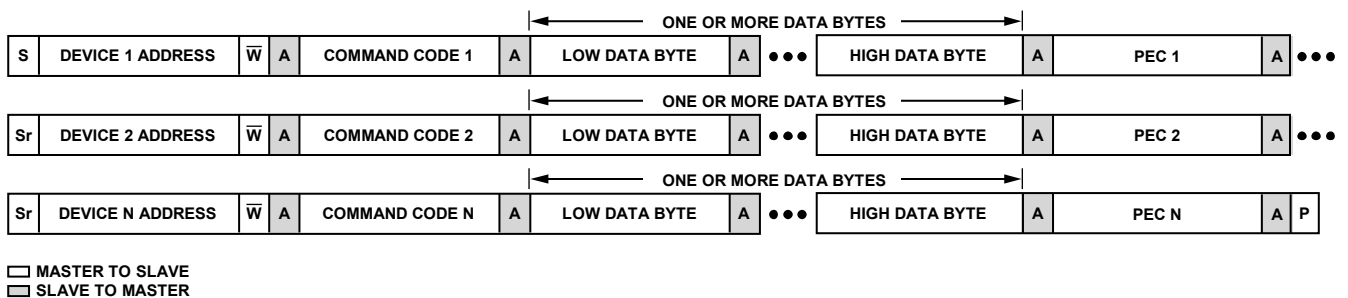 ONE OR MORE DATA BYTES
S DEVICE 1 ADDRESS W̅ A COMMAND CODE 1 A LOW DATA BYTE A ••• HIGH DATA BYTE A PEC 1 A •••
ONE OR MORE DATA BYTES
Sr DEVICE 2 ADDRESS W̅ A COMMAND CODE 2 A LOW DATA BYTE A ••• HIGH DATA BYTE A PEC 2 A •••
ONE OR MORE DATA BYTES
Sr DEVICE N ADDRESS W̅ A COMMAND CODE N A LOW DATA BYTE A ••• HIGH DATA BYTE A PEC N A P
MASTER TO SLAVE
SLAVE TO MASTER